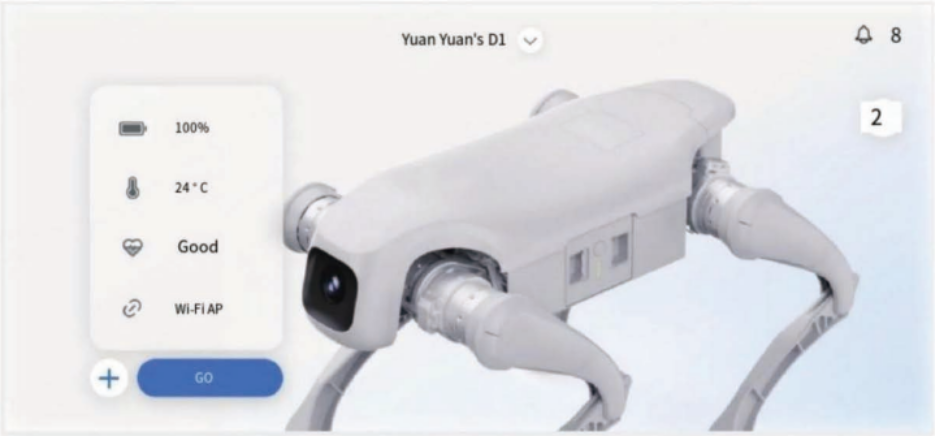 Yuan Yuan's D1
8
2
100%
24°C
Good
Wi-Fi AP
GO